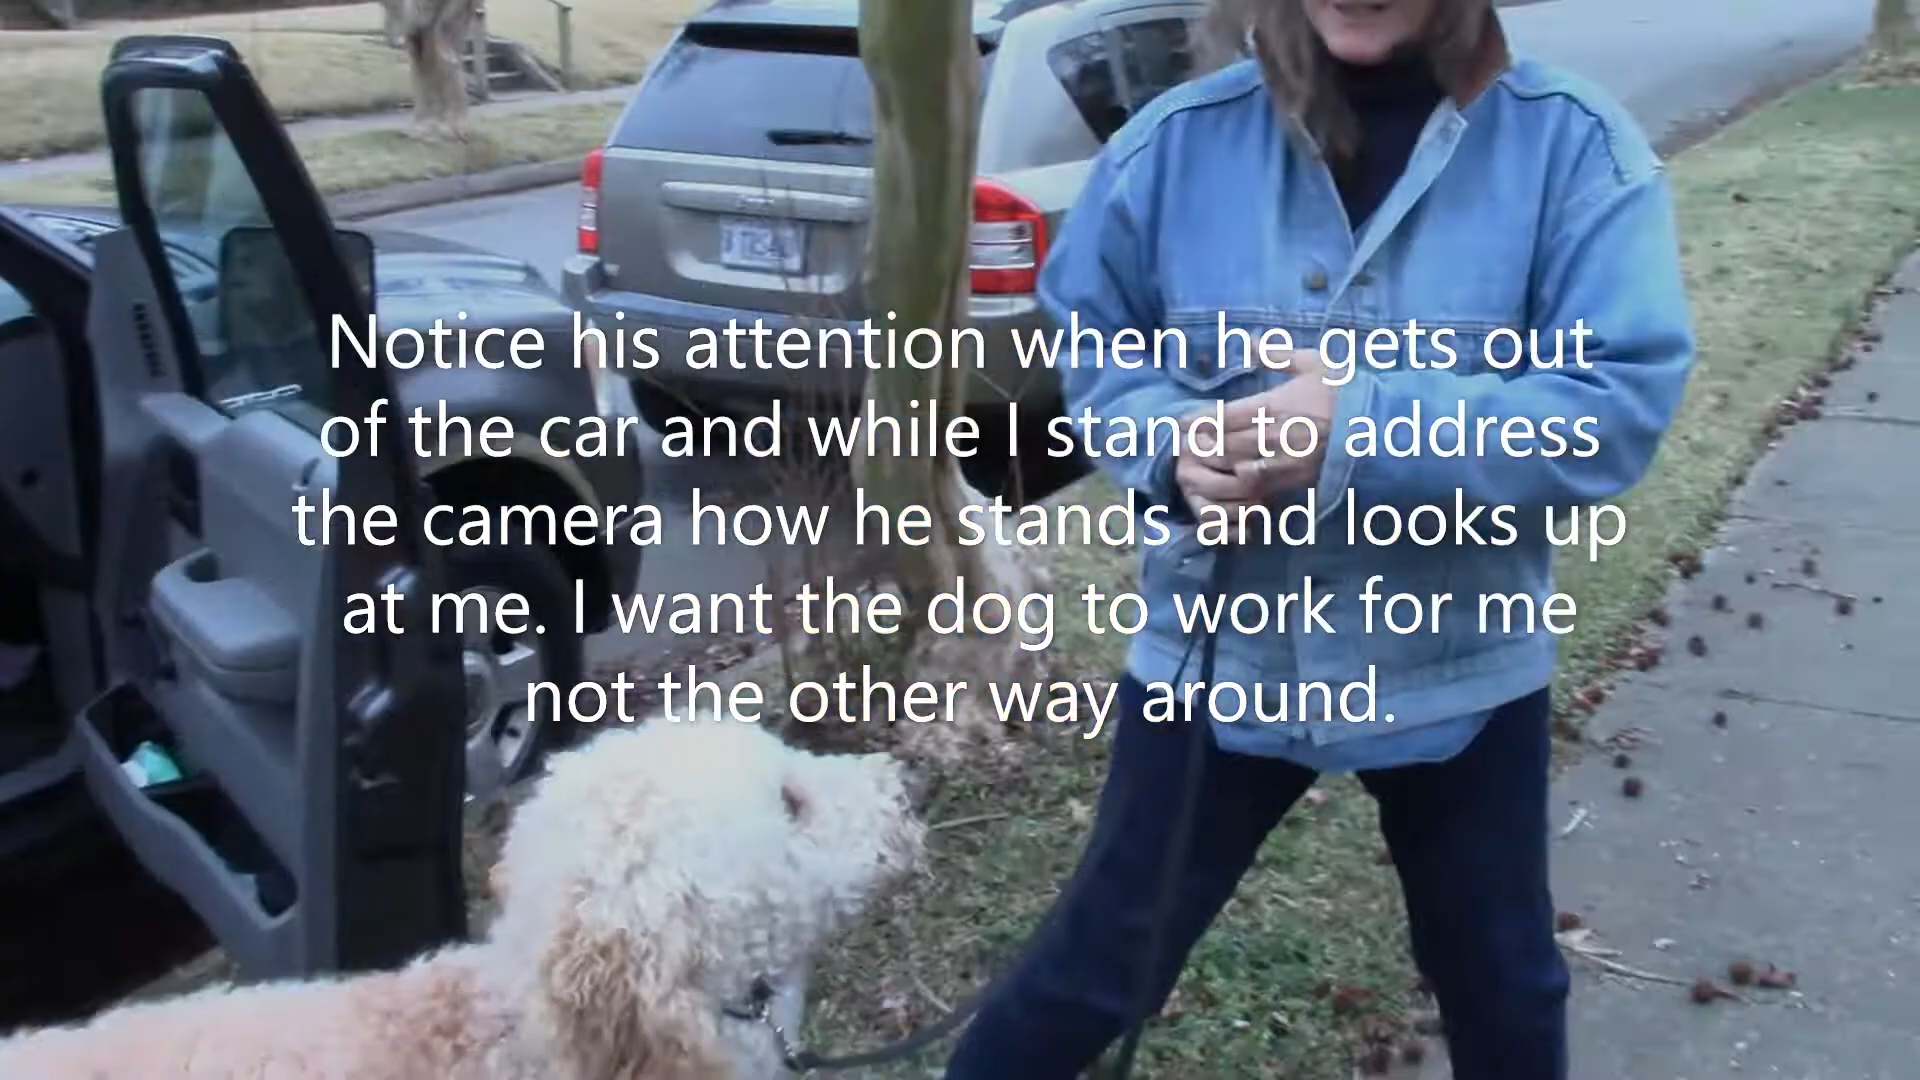 Notice his attention when he gets out
of the car and while I stand to address
the camera how he stands and looks up
at me. I want the dog to work for me
not the other way around.